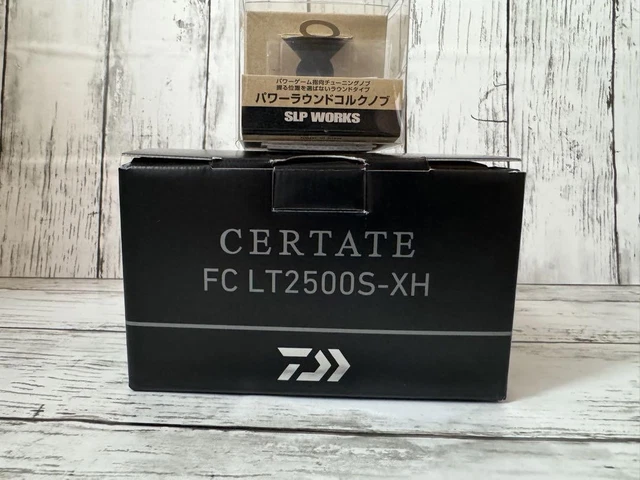 パワーゲーム指向チューニングノブ
握る位置を選ばないラウンドタイプ
パワーラウンドコルクノブ
SLP WORKS
CERTATE
FC LT2500S-XH